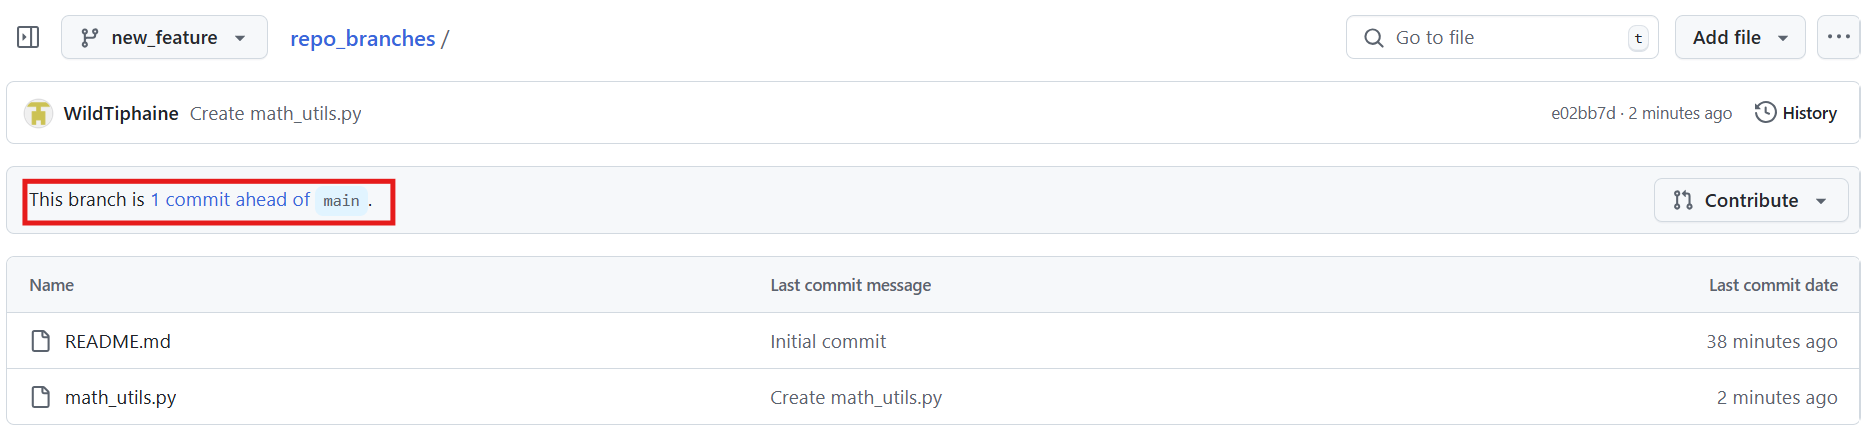 new_feature repo_branches / Go to file t Add file ...
WildTiphaine Create math_utils.py e02bb7d · 2 minutes ago History
This branch is 1 commit ahead of main . Contribute
Name Last commit message Last commit date
README.md Initial commit 38 minutes ago
math_utils.py Create math_utils.py 2 minutes ago